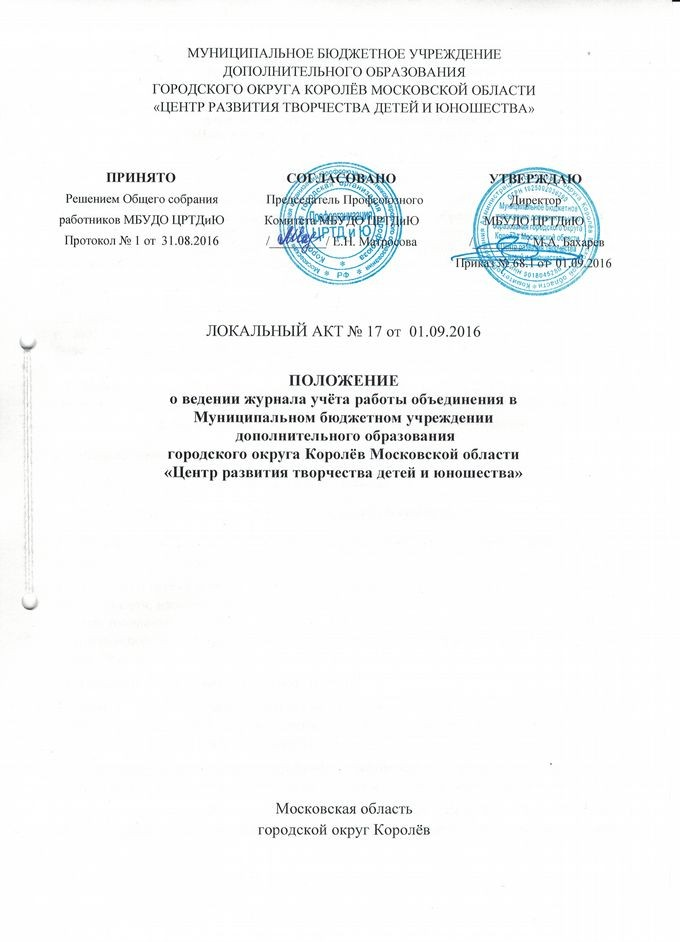 МУНИЦИПАЛЬНОЕ БЮДЖЕТНОЕ УЧРЕЖДЕНИЕ
ДОПОЛНИТЕЛЬНОГО ОБРАЗОВАНИЯ
ГОРОДСКОГО ОКРУГА КОРОЛЁВ МОСКОВСКОЙ ОБЛАСТИ
«ЦЕНТР РАЗВИТИЯ ТВОРЧЕСТВА ДЕТЕЙ И ЮНОШЕСТВА»
ПРИНЯТО
Решением Общего собрания
работников МБУДО ЦРТДиЮ
Протокол № 1 от 31.08.2016
СОГЛАСОВАНО
Председатель Профсоюзного
Комитета МБУДО ЦРТДиЮ
/ / Е.Н. Матросова
Профорганизация
ЦРТД и Ю
УТВЕРЖДАЮ
Директор
МБУДО ЦРТДиЮ
/ / М.А. Бахарев
Приказ № 68.1 от 01.09.2016
ЛОКАЛЬНЫЙ АКТ № 17 от 01.09.2016
ПОЛОЖЕНИЕ
о ведении журнала учёта работы объединения в
Муниципальном бюджетном учреждении
дополнительного образования
городского округа Королёв Московской области
«Центр развития творчества детей и юношества»
Московская область
городской округ Королёв